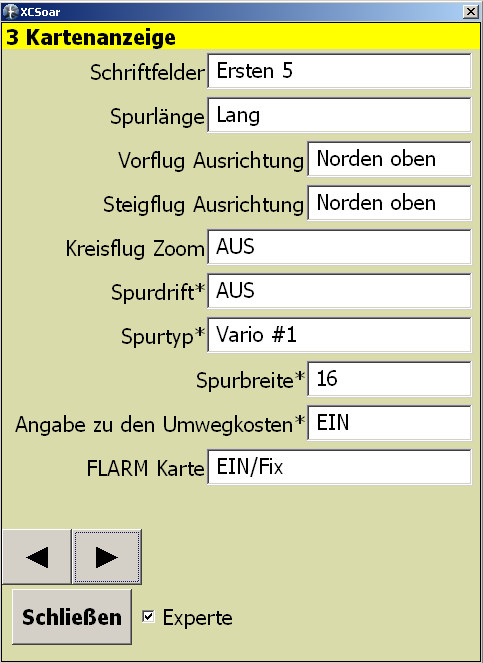 XCSoar
3 Kartenanzeige
Schriftfelder Ersten 5
Spurlänge Lang
Vorflug Ausrichtung Norden oben
Steigflug Ausrichtung Norden oben
Kreisflug Zoom AUS
Spurdrift* AUS
Spurtyp* Vario #1
Spurbreite* 16
Angabe zu den Umwegkosten* EIN
FLARM Karte EIN/Fix
Schließen Experte